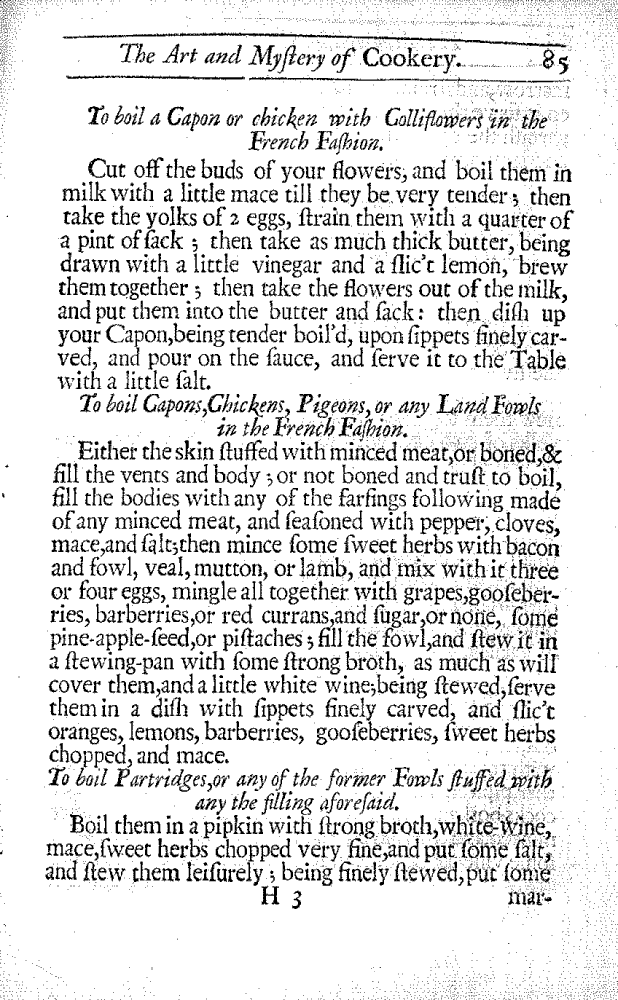 The Art and Myſtery of Cookery. 85
To boil a Capon or chicken with Colliflowers in the
French Faſhion.
Cut off the buds of your flowers, and boil them in
milk with a little mace till they be very tender; then
take the yolks of 2 eggs, ſtrain them with a quarter of
a pint of ſack ; then take as much thick butter, being
drawn with a little vinegar and a ſlic't lemon, brew
them together ; then take the flowers out of the milk,
and put them into the butter and ſack: then diſh up
your Capon,being tender boil'd, upon ſippets finely car-
ved, and pour on the ſauce, and ſerve it to the Table
with a little ſalt.
To boil Capons,Chickens, Pigeons, or any Land Fowls
in the French Faſhion.
Either the skin ſtuffed with minced meat,or boned,&
fill the vents and body ; or not boned and truſt to boil,
fill the bodies with any of the farſings following made
of any minced meat, and ſeaſoned with pepper, cloves,
mace,and ſalt;then mince ſome ſweet herbs with bacon
and fowl, veal, mutton, or lamb, and mix with it three
or four eggs, mingle all together with grapes,gooſeber-
ries, barberries,or red currans,and ſugar,or none, ſome
pine-apple-ſeed,or piſtaches ; fill the fowl,and ſtew it in
a ſtewing-pan with ſome ſtrong broth, as much as will
cover them,and a little white wine;being ſtewed,ſerve
them in a diſh with ſippets finely carved, and ſlic't
oranges, lemons, barberries, gooſeberries, ſweet herbs
chopped, and mace.
To boil Partridges,or any of the former Fowls ſtuffed with
any the filling aforeſaid.
Boil them in a pipkin with ſtrong broth,white-Wine,
mace,ſweet herbs chopped very fine,and put ſome ſalt,
and ſtew them leiſurely ; being finely ſtewed,put ſome
H 3 mar-